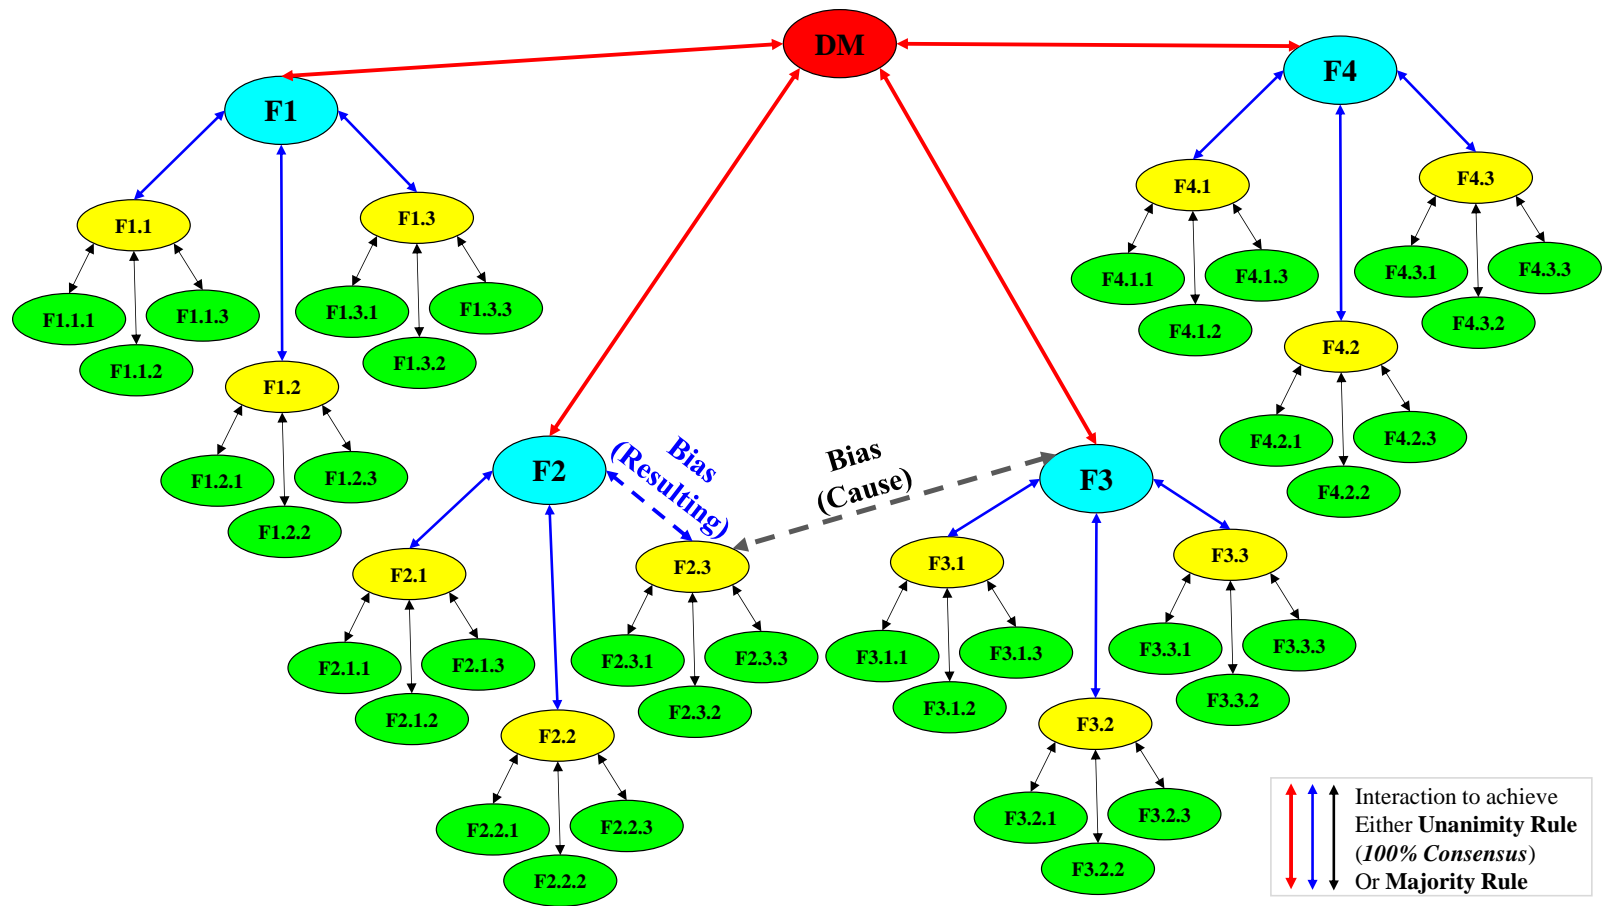 DM
F1
F4
F1.1
F1.3
F4.1
F4.3
F1.1.1
F1.1.3
F1.1.2
F1.3.1
F1.3.3
F1.3.2
F4.1.1
F4.1.3
F4.1.2
F4.3.1
F4.3.3
F4.3.2
F1.2
F1.2.1
F1.2.3
F1.2.2
F4.2
F4.2.1
F4.2.3
F4.2.2
F2
Bias
(Resulting)
Bias
(Cause)
F3
F2.1
F2.3
F3.1
F3.3
F2.1.1
F2.1.3
F2.1.2
F2.3.1
F2.3.3
F2.3.2
F3.1.1
F3.1.3
F3.1.2
F3.3.1
F3.3.3
F3.3.2
F2.2
F2.2.1
F2.2.3
F2.2.2
F3.2
F3.2.1
F3.2.3
F3.2.2
Interaction to achieve
Either Unanimity Rule
(100% Consensus)
Or Majority Rule